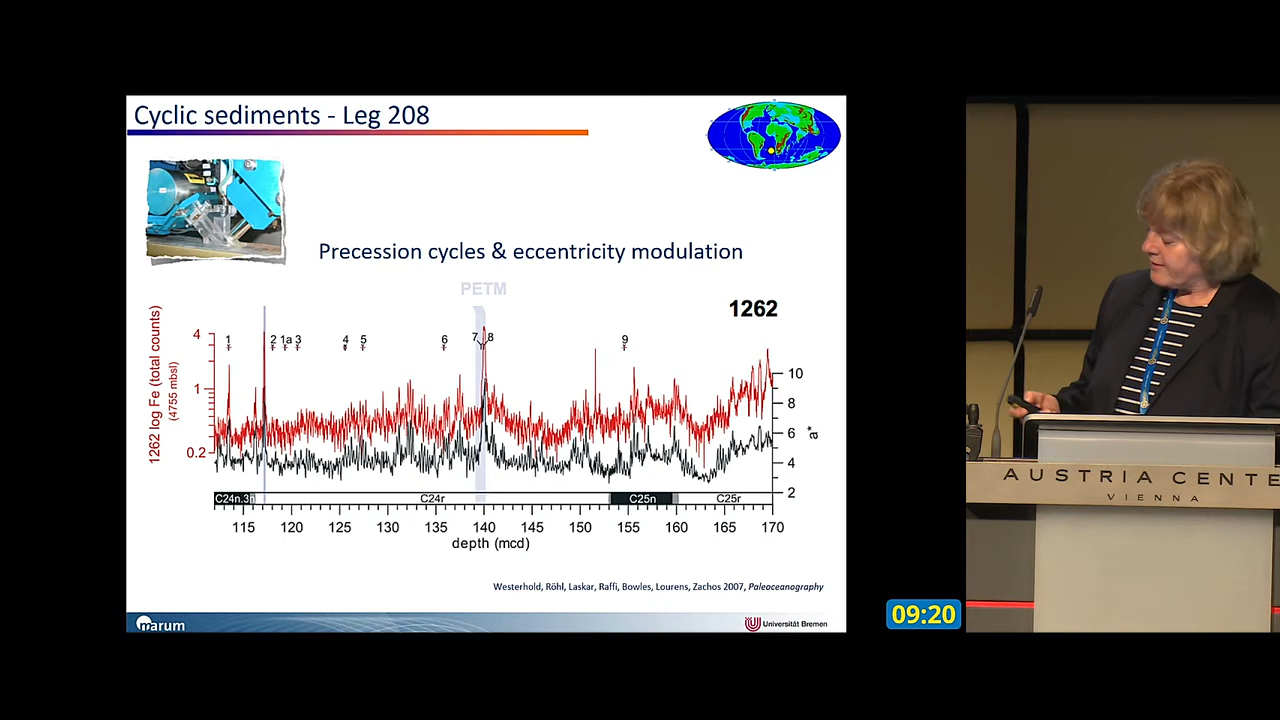 Cyclic sediments - Leg 208
Precession cycles & eccentricity modulation
PETM
1262
1262 log Fe (total counts)
(4755 mbsl)
4
1
0.2
1
2
1a
3
4
5
6
7
8
9
10
8
6
4
2
a*
C24n.3n
C24r
C25n
C25r
115
120
125
130
135
140
145
150
155
160
165
170
depth (mcd)
Westerhold, Röhl, Laskar, Raffi, Bowles, Lourens, Zachos 2007, Paleoceanography
marum
Universität Bremen
09:20
AUSTRIA CENTE
VIENNA